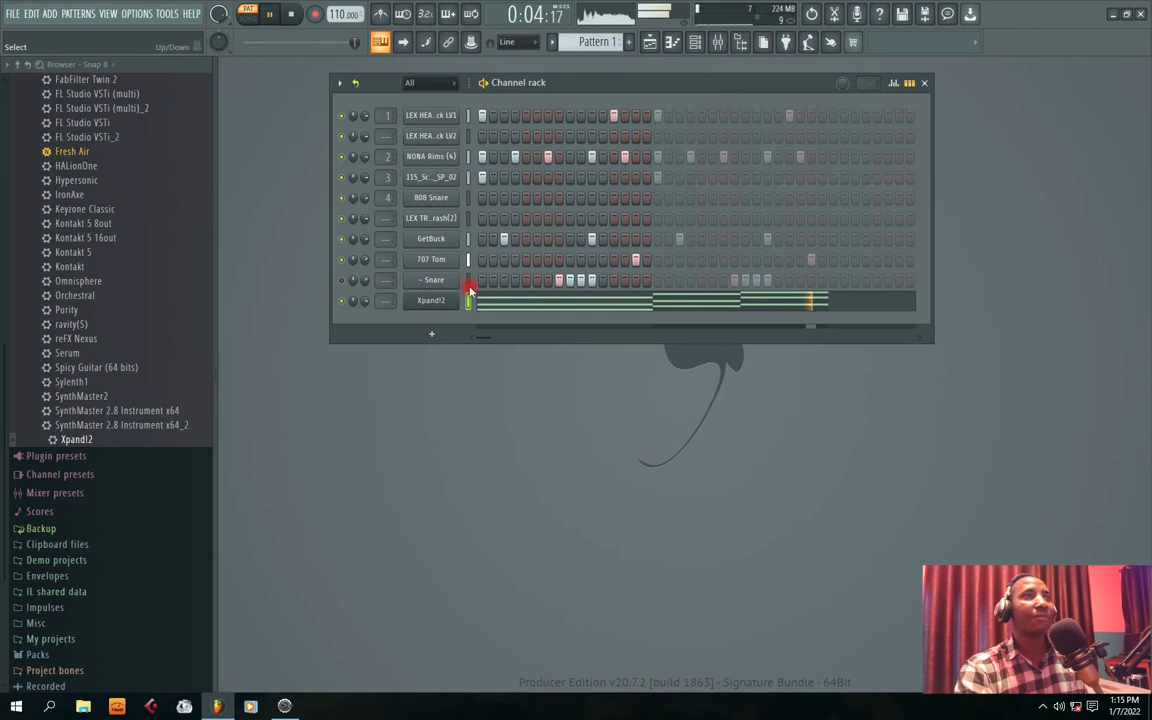 FILE EDIT ADD PATTERNS VIEW OPTIONS TOOLS HELP
PAT
SONG
110.000
3.2.1
0:04:17
M:S:CS
7
224 MB
9
Select
Up/Down
Line
Pattern 1
Browser - Snap 8
FabFilter Twin 2
FL Studio VSTi (multi)
FL Studio VSTi (multi)_2
FL Studio VSTi
FL Studio VSTi_2
Fresh Air
HALionOne
Hypersonic
IronAxe
Keyzone Classic
Kontakt 5 8out
Kontakt 5 16out
Kontakt 5
Kontakt
Omnisphere
Orchestral
Purity
ravity(S)
reFX Nexus
Serum
Spicy Guitar (64 bits)
Sylenth1
SynthMaster2
SynthMaster 2.8 Instrument x64
SynthMaster 2.8 Instrument x64_2
Xpand!2
Plugin presets
Channel presets
Mixer presets
Scores
Backup
Clipboard files
Demo projects
Envelopes
IL shared data
Impulses
Misc
My projects
Packs
Project bones
Recorded
All
Channel rack
1 LEX HEA...ck LV1
LEX HEA...ck LV2
2 NONA Rims (4)
3 115_Sc.._SP_02
4 808 Snare
LEX TR..rash(2)
GetBuck
707 Tom
~ Snare
Xpand!2
+
Producer Edition v20.7.2 [build 1863] - Signature Bundle - 64Bit
1:15 PM
1/7/2022